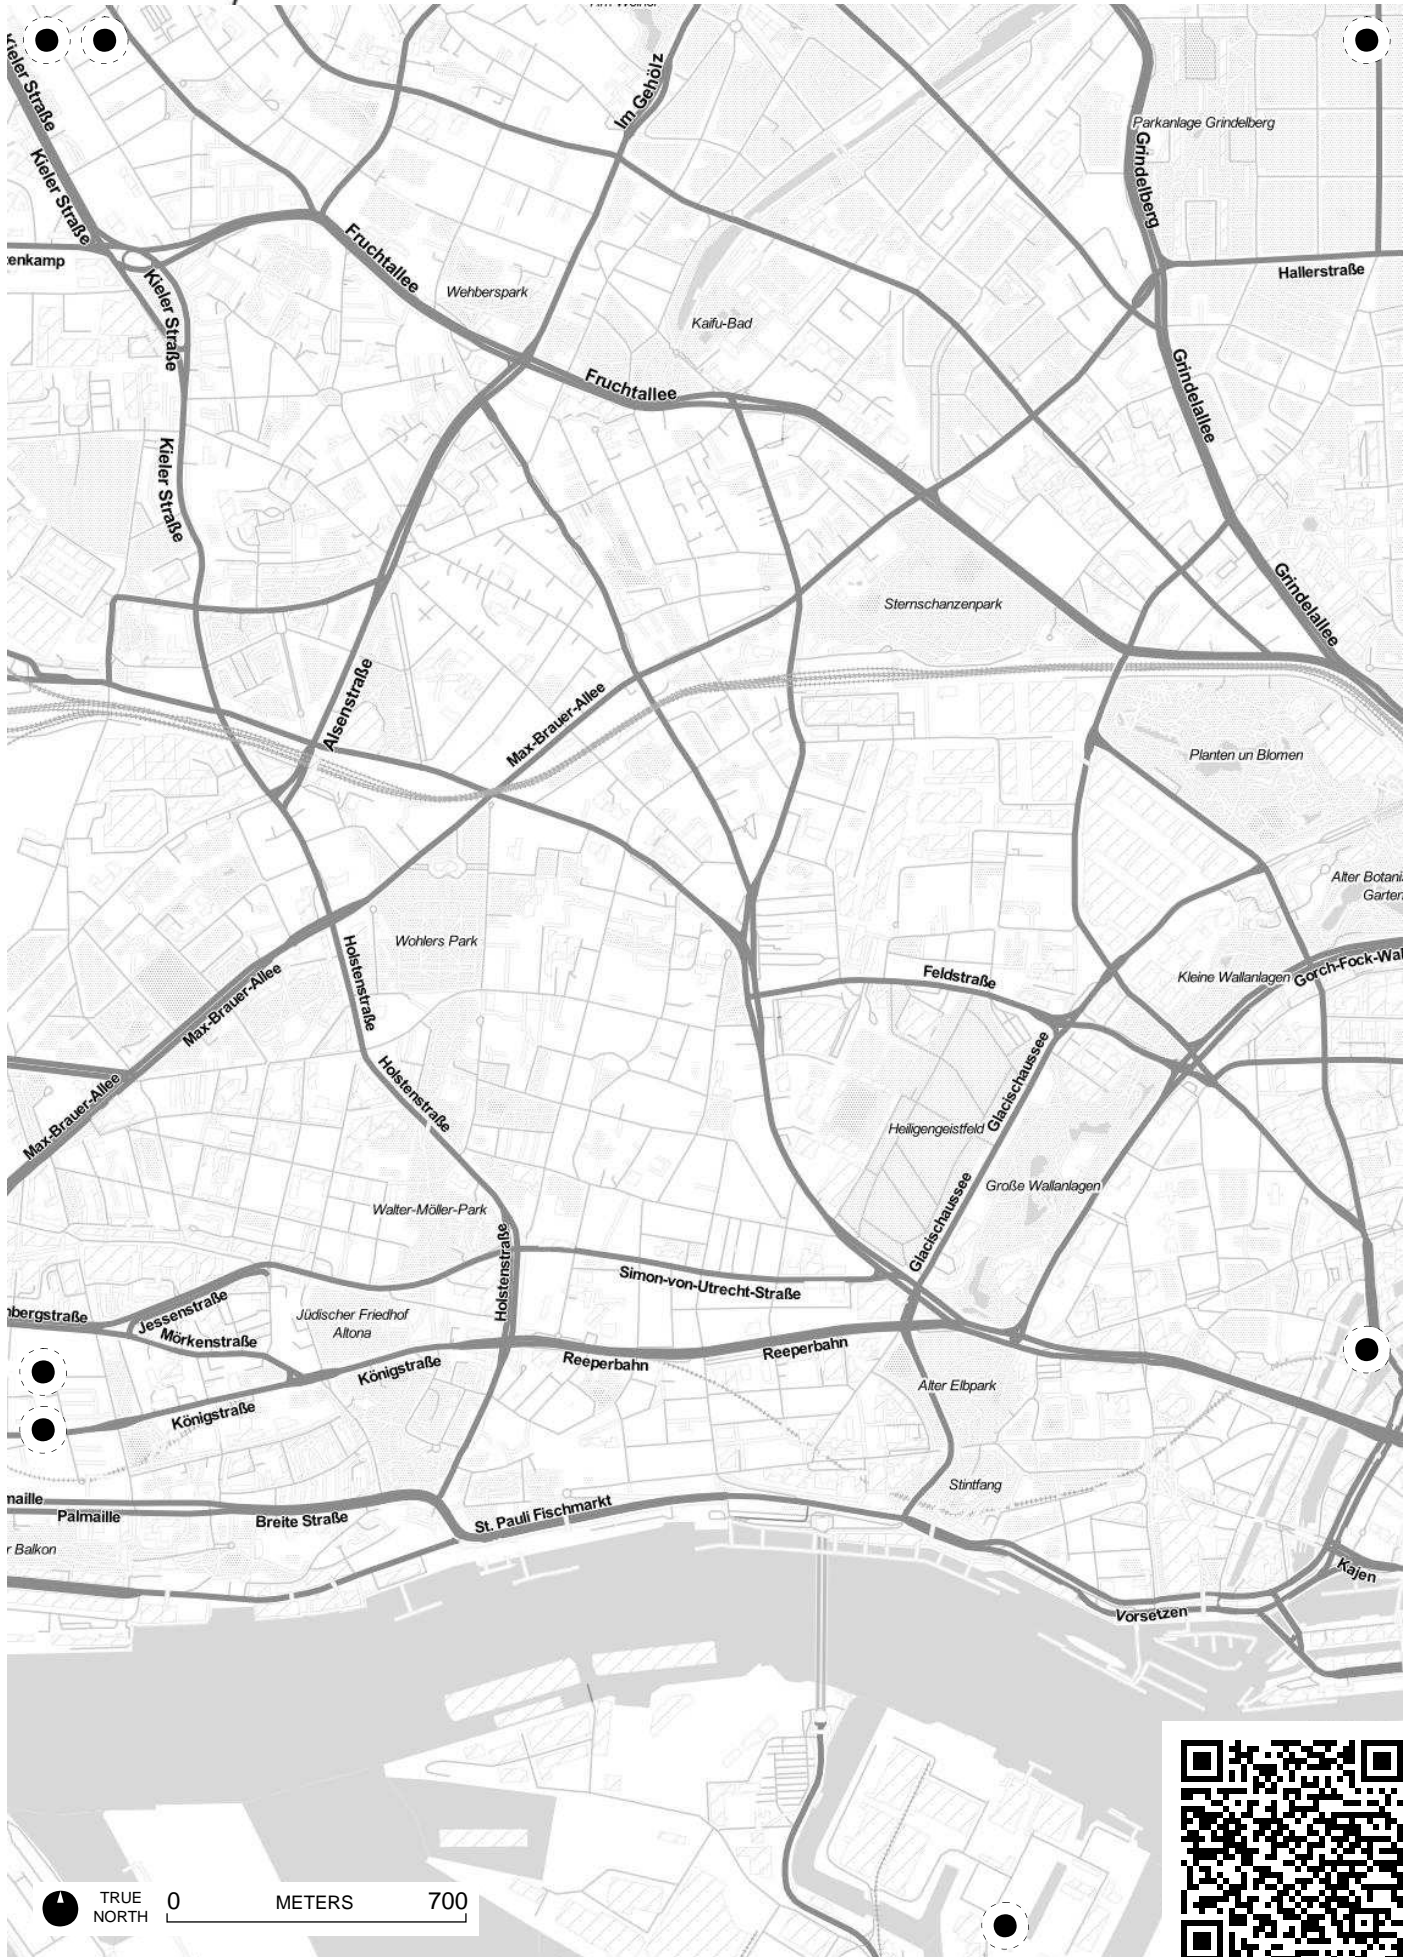 Im Gehölz
Kieler Straße
Parkanlage Grindelberg
Grindelberg
Kieler Straße
Fruchtallee
Hallerstraße
Kieler Straße
Wehberspark
Kaifu-Bad
Fruchtallee
Grindelallee
Kieler Straße
Grindelallee
Sternschanzenpark
Alsenstraße
Max-Brauer-Allee
Planten un Blomen
Alter Botani
Garten
Wohlers Park
Holstenstraße
Max-Brauer-Allee
Feldstraße
Kleine Wallanlagen
Gorch-Fock-Wal
Holstenstraße
Glacischaussee
Max-Brauer-Allee
Heiligengeistfeld
Große Wallanlagen
Walter-Möller-Park
Glacischaussee
Holstenstraße
Simon-von-Utrecht-Straße
nbergstraße
Jessenstraße
Jüdischer Friedhof
Altona
Mörkenstraße
Reeperbahn
Reeperbahn
Königstraße
Alter Elbpark
Königstraße
Stintfang
maille
Palmaille
Breite Straße
St. Pauli Fischmarkt
r Balkon
Kajen
Vorsetzen
TRUE
NORTH
0 METERS 700